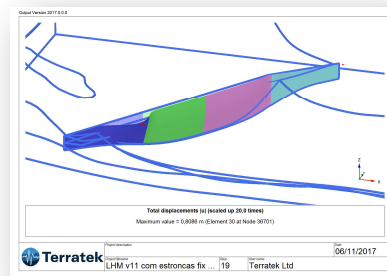 Output Version 2017.0.0.0
Z
Y
X
Total displacements |u| (scaled up 20,0 times)
Maximum value = 0,8086 m (Element 30 at Node 36701)
Terratek
Project description
Date
06/11/2017
Project filename
LHM v11 com estroncas fix ...
Step
19
User name
Terratek Ltd